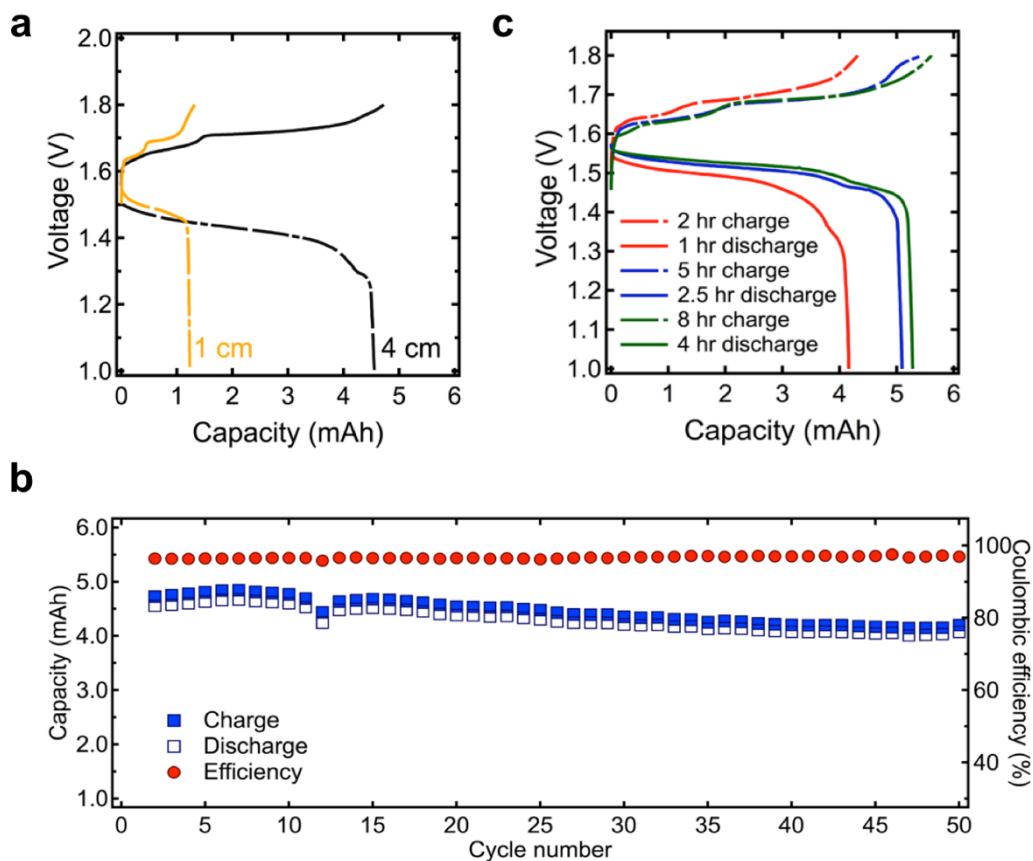 a
2.0
1.8
1.6
1.4
1.2
1.0
Voltage (V)
1 cm
4 cm
0 1 2 3 4 5 6
Capacity (mAh)
c
1.8
1.7
1.6
1.5
1.4
1.3
1.2
1.1
1.0
Voltage (V)
2 hr charge
1 hr discharge
5 hr charge
2.5 hr discharge
8 hr charge
4 hr discharge
0 1 2 3 4 5 6
Capacity (mAh)
b
6.0
5.0
4.0
3.0
2.0
1.0
Capacity (mAh)
Charge
Discharge
Efficiency
100
80
60
40
Coulombic efficiency (%)
0 5 10 15 20 25 30 35 40 45 50
Cycle number